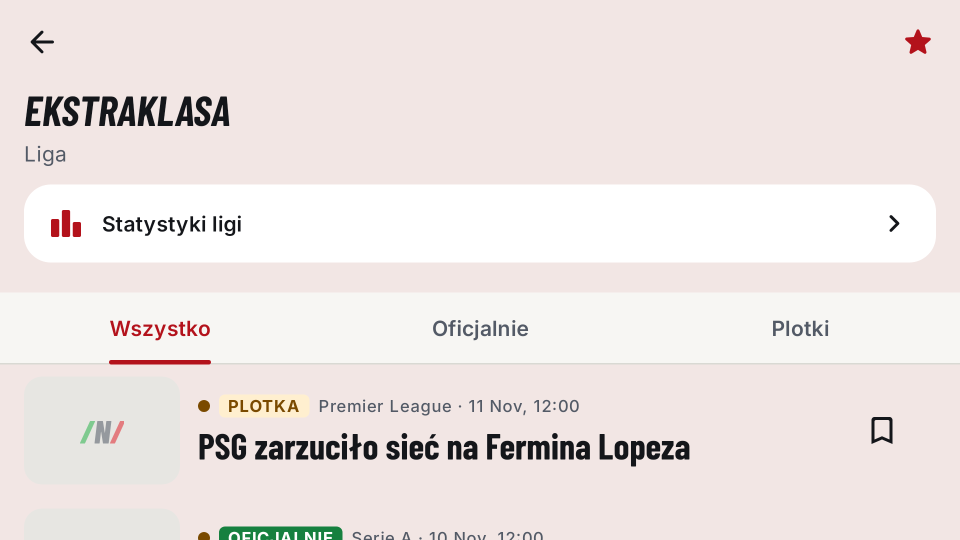 EKSTRAKLASA
Liga
Statystyki ligi
Wszystko
Oficjalnie
Plotki
/N/
PLOTKA Premier League · 11 Nov, 12:00
PSG zarzuciło sieć na Fermina Lopeza
OFICJALNIE Serie A · 10 Nov, 12:00